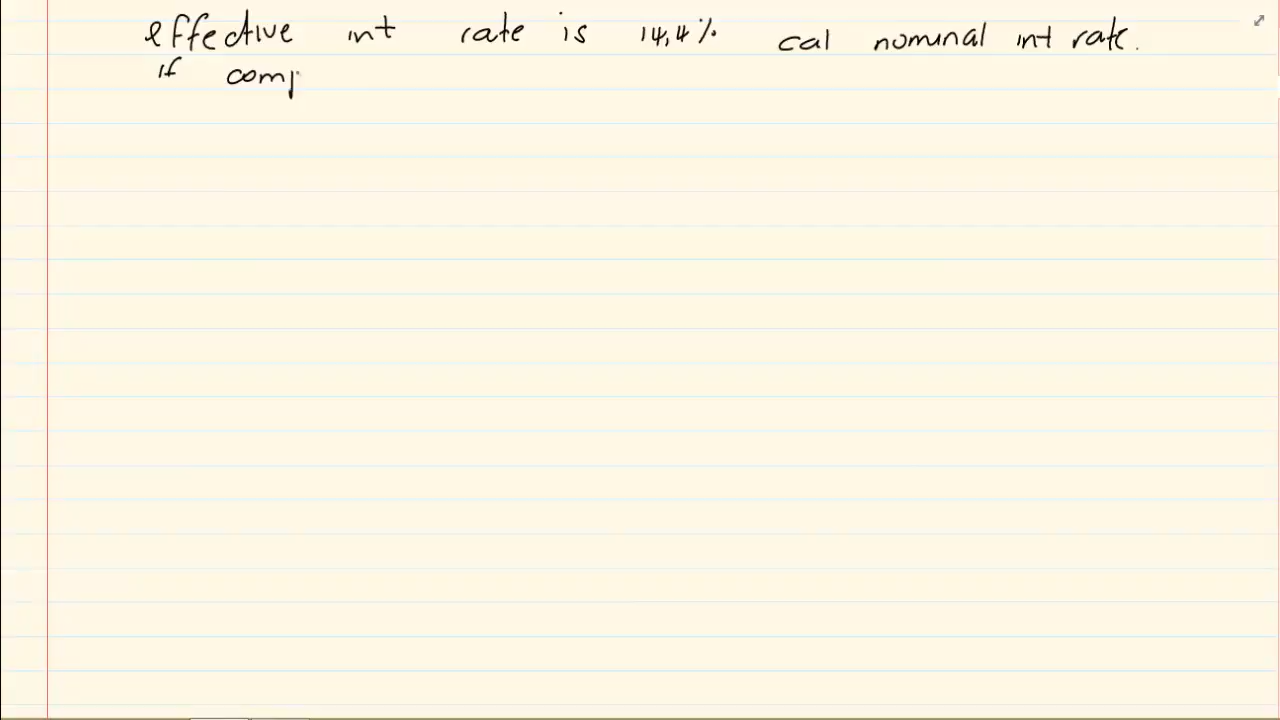 effective int rate is 14,4% cal nominal int rate.
if comp